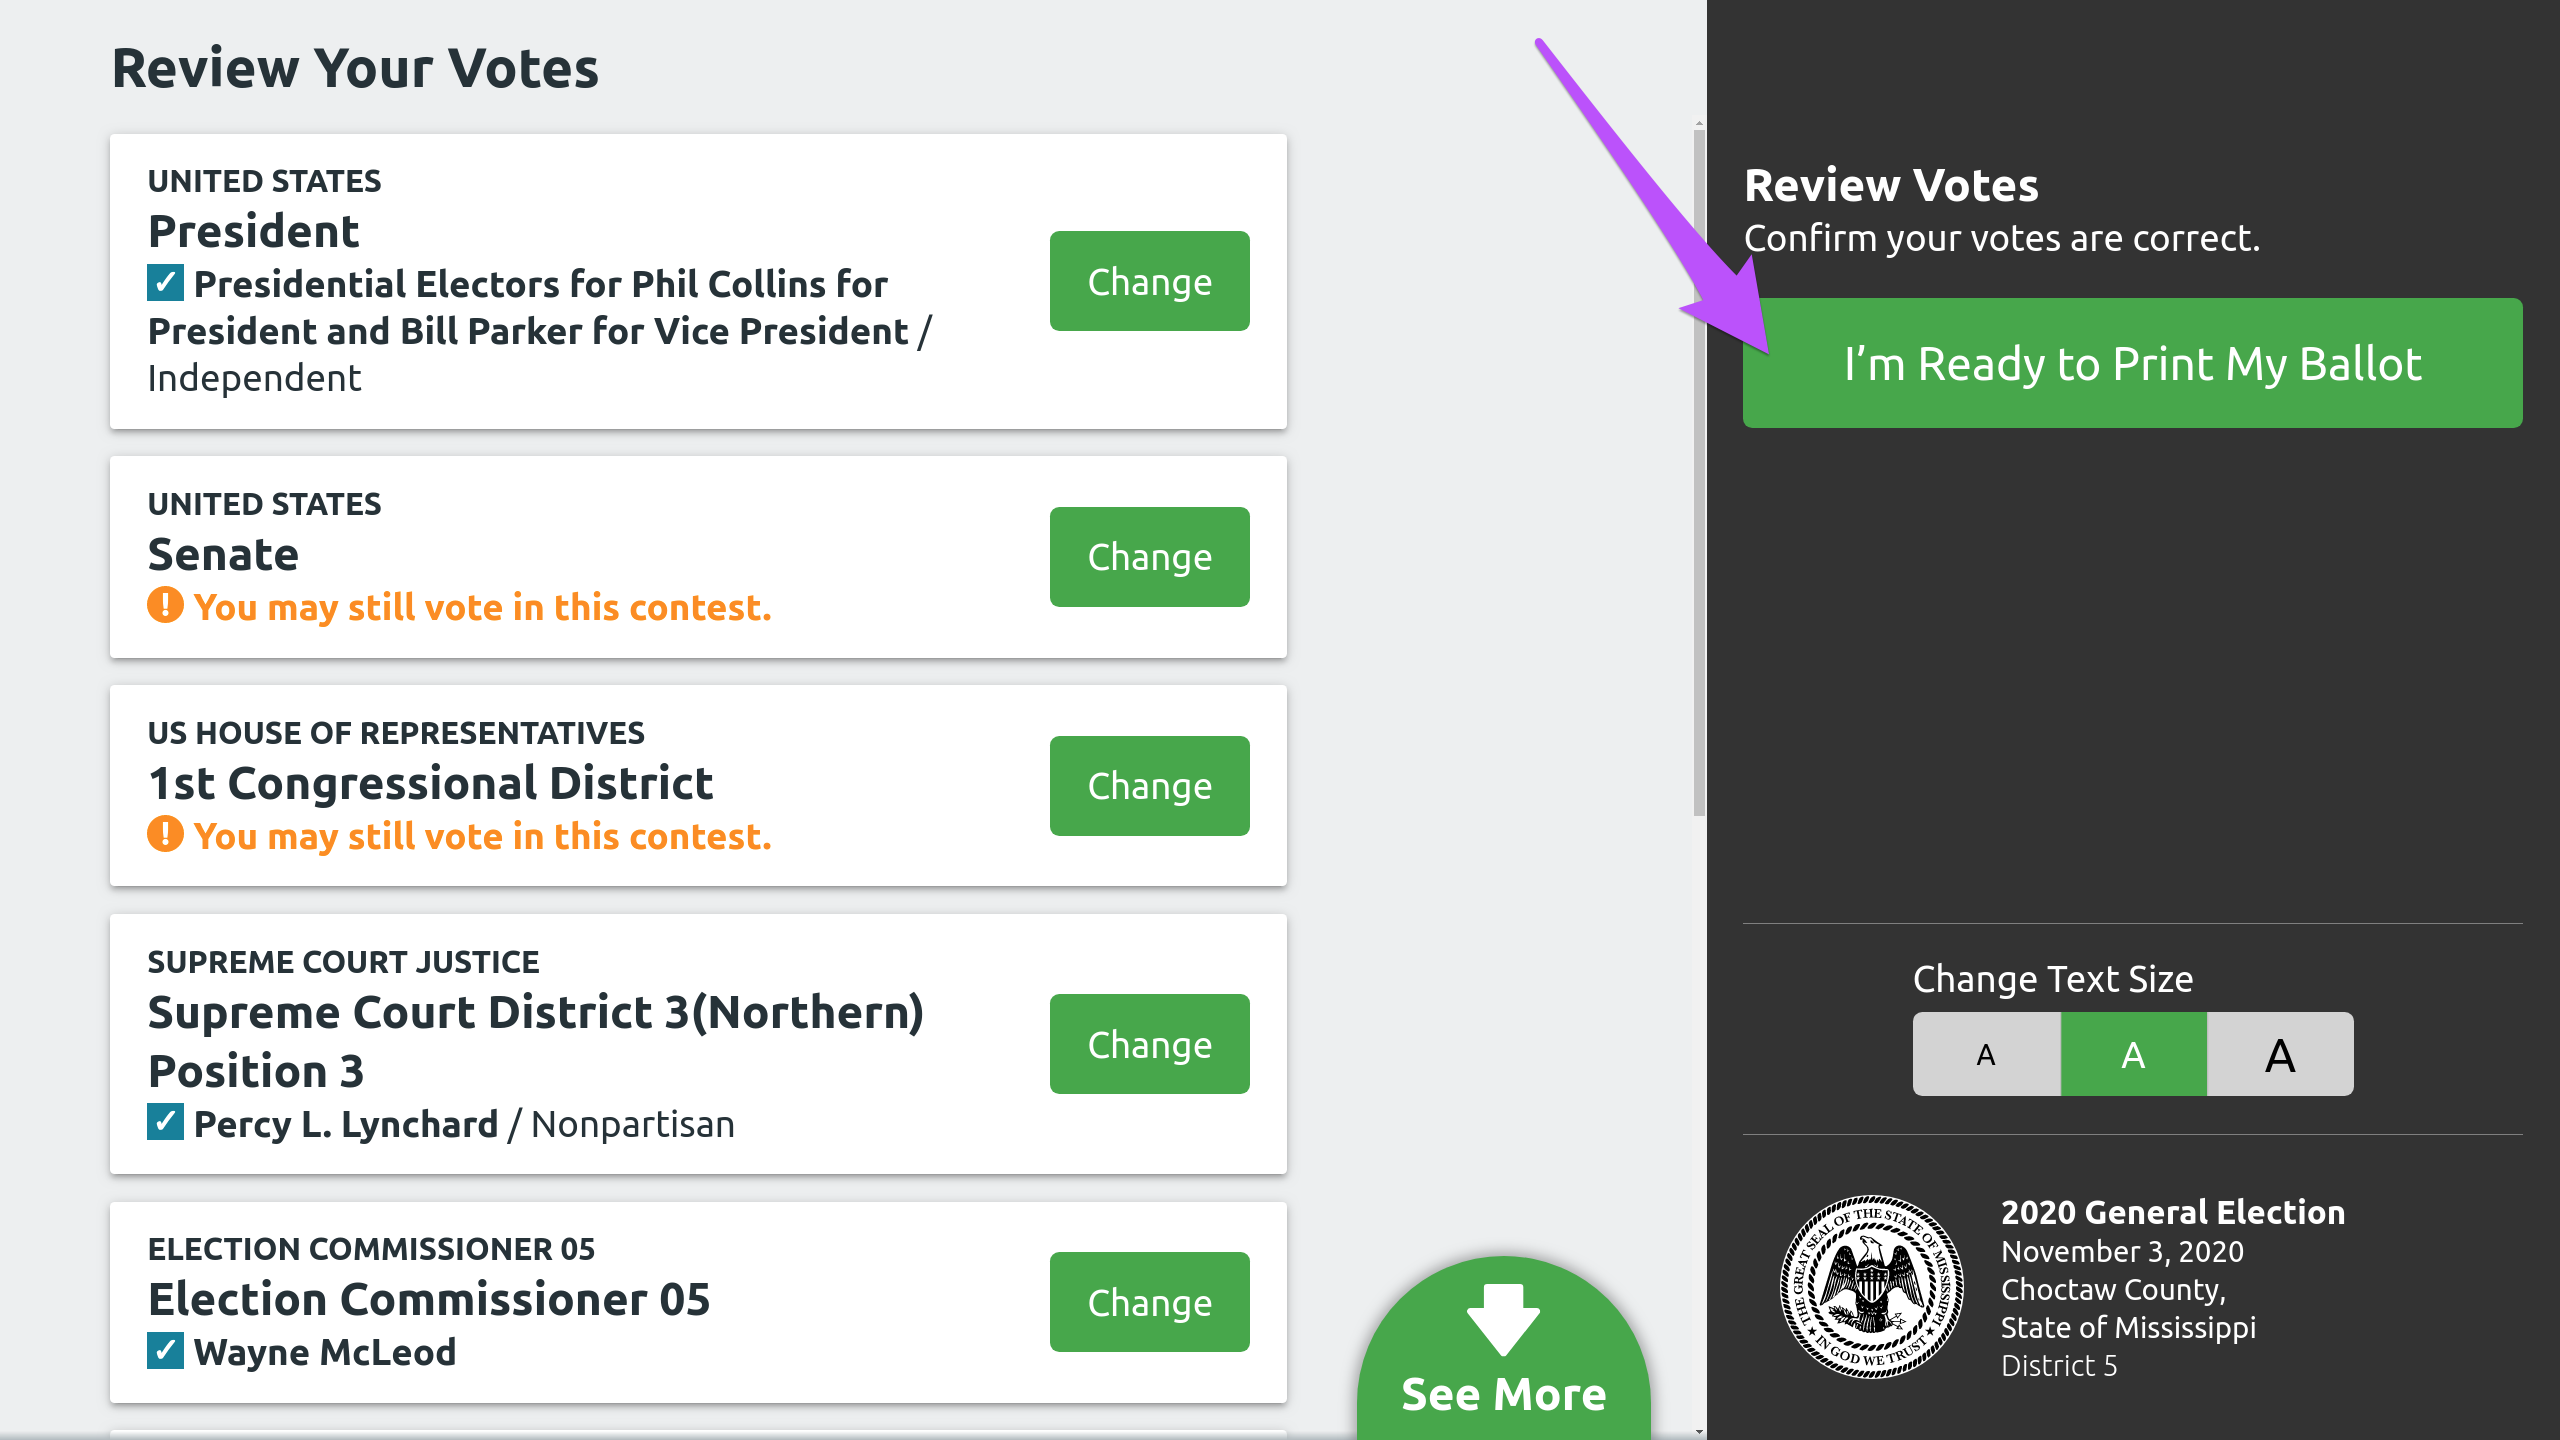 Review Your Votes
UNITED STATES
President
✓ Presidential Electors for Phil Collins for
President and Bill Parker for Vice President /
Independent
Change
UNITED STATES
Senate
! You may still vote in this contest.
Change
US HOUSE OF REPRESENTATIVES
1st Congressional District
! You may still vote in this contest.
Change
SUPREME COURT JUSTICE
Supreme Court District 3(Northern)
Position 3
✓ Percy L. Lynchard / Nonpartisan
Change
ELECTION COMMISSIONER 05
Election Commissioner 05
✓ Wayne McLeod
Change
See More
Review Votes
Confirm your votes are correct.
I’m Ready to Print My Ballot
Change Text Size
A A A
THE GREAT SEAL OF THE STATE OF MISSISSIPPI
★ IN GOD WE TRUST ★
2020 General Election
November 3, 2020
Choctaw County,
State of Mississippi
District 5